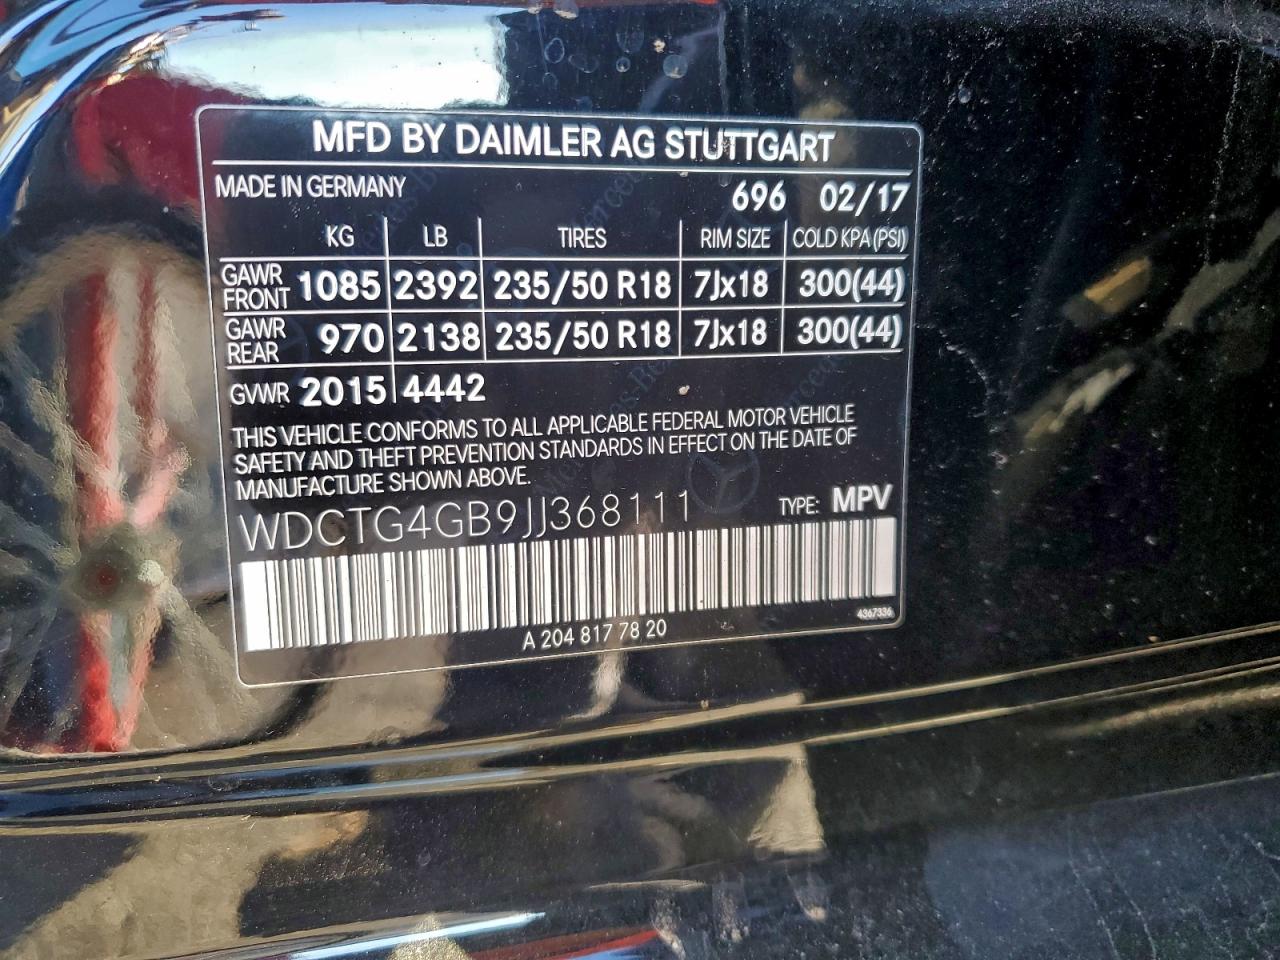 MFD BY DAIMLER AG STUTTGART
MADE IN GERMANY 696 02/17
KG LB TIRES RIM SIZE COLD KPA (PSI)
GAWR FRONT 1085 2392 235/50 R18 7Jx18 300(44)
GAWR REAR 970 2138 235/50 R18 7Jx18 300(44)
GVWR 2015 4442
THIS VEHICLE CONFORMS TO ALL APPLICABLE FEDERAL MOTOR VEHICLE
SAFETY AND THEFT PREVENTION STANDARDS IN EFFECT ON THE DATE OF
MANUFACTURE SHOWN ABOVE.
WDCTG4GB9JJ368111 TYPE: MPV
A 204 817 78 20 4367336